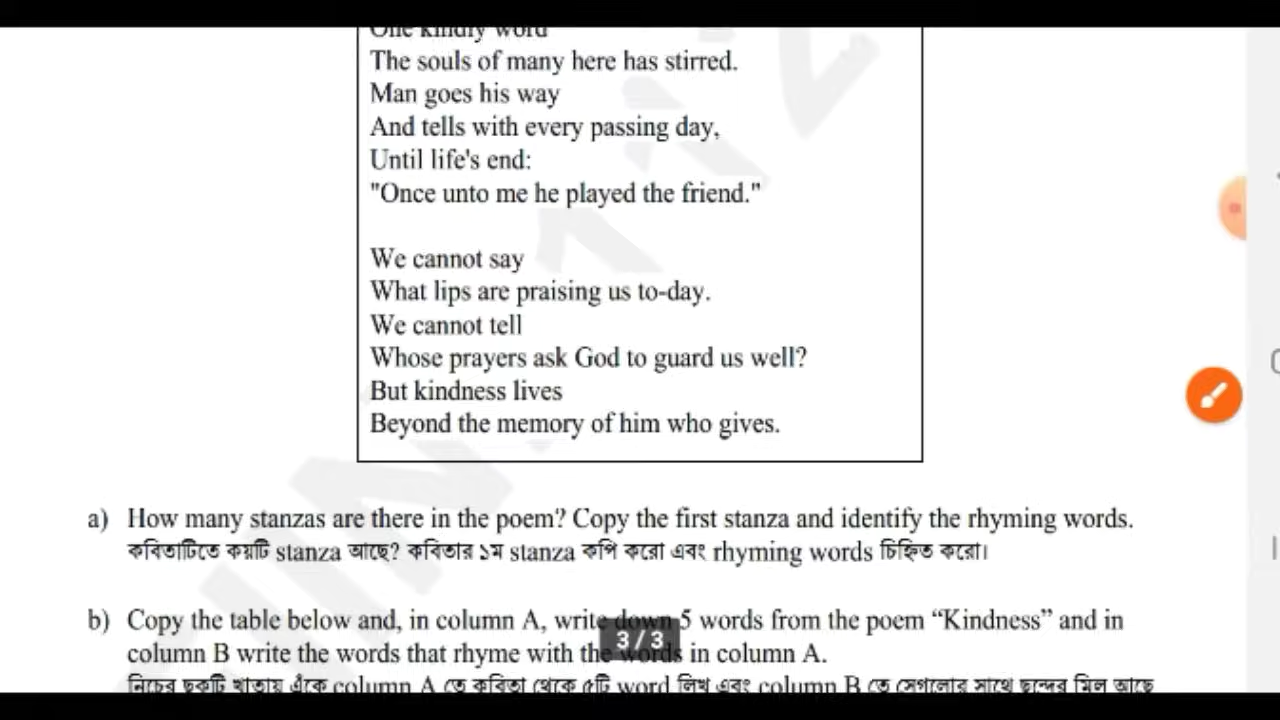 One kindly word
The souls of many here has stirred.
Man goes his way
And tells with every passing day,
Until life's end:
"Once unto me he played the friend."
We cannot say
What lips are praising us to-day.
We cannot tell
Whose prayers ask God to guard us well?
But kindness lives
Beyond the memory of him who gives.
a) How many stanzas are there in the poem? Copy the first stanza and identify the rhyming words.
কবিতাটিতে কয়টি stanza আছে? কবিতার ১ম stanza কপি করো এবং rhyming words চিহ্নিত করো।
b) Copy the table below and, in column A, write down 5 words from the poem “Kindness” and in
column B write the words that rhyme with the words in column A.
3 / 3
নিচের ছকটি খাতায় এঁকে column A তে কবিতা থেকে ৫টি word লিখ এবং column B তে সেগুলোর সাথে ছন্দের মিল আছে